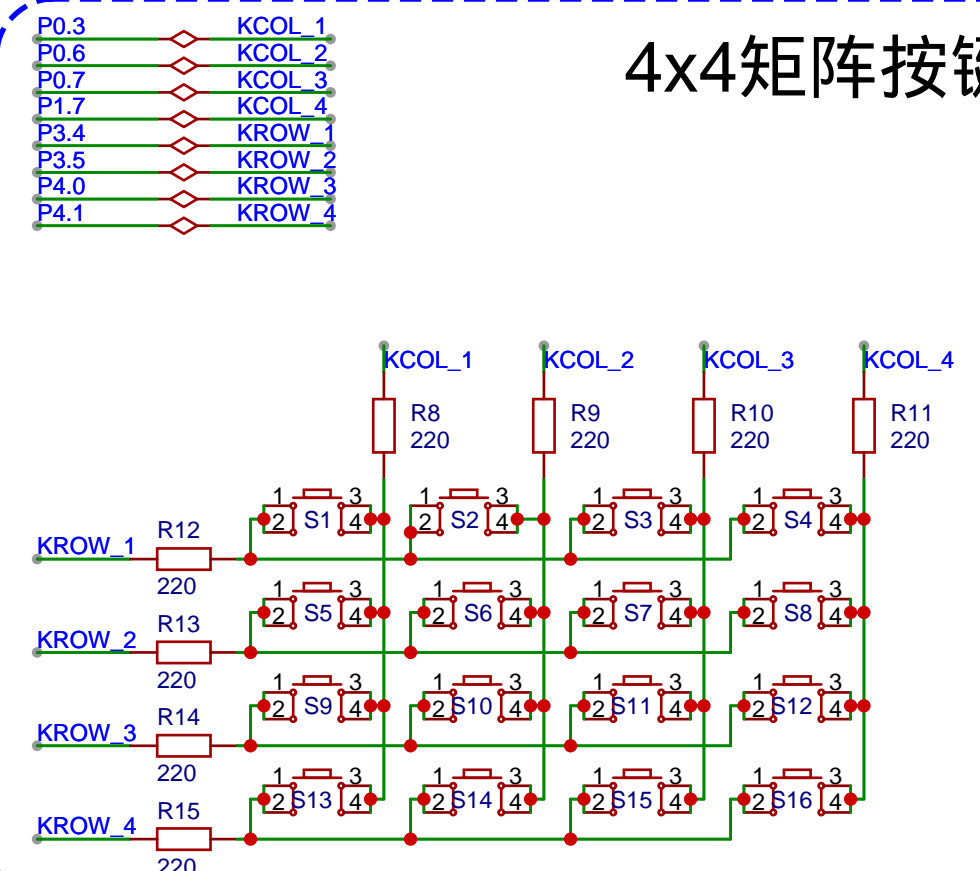 P0.3 KCOL_1
P0.6 KCOL_2
P0.7 KCOL_3
P1.7 KCOL_4
P3.4 KROW_1
P3.5 KROW_2
P4.0 KROW_3
P4.1 KROW_4
4x4矩阵按
KCOL_1 KCOL_2 KCOL_3 KCOL_4
R8 R9 R10 R11
220 220 220 220
1 3 1 3 1 3 1 3
2 S1 4 2 S2 4 2 S3 4 2 S4 4
R12
KROW_1
220
1 3 1 3 1 3 1 3
2 S5 4 2 S6 4 2 S7 4 2 S8 4
R13
KROW_2
220
1 3 1 3 1 3 1 3
2 S9 4 2 S10 4 2 S11 4 2 S12 4
R14
KROW_3
220
1 3 1 3 1 3 1 3
2 S13 4 2 S14 4 2 S15 4 2 S16 4
R15
KROW_4
220